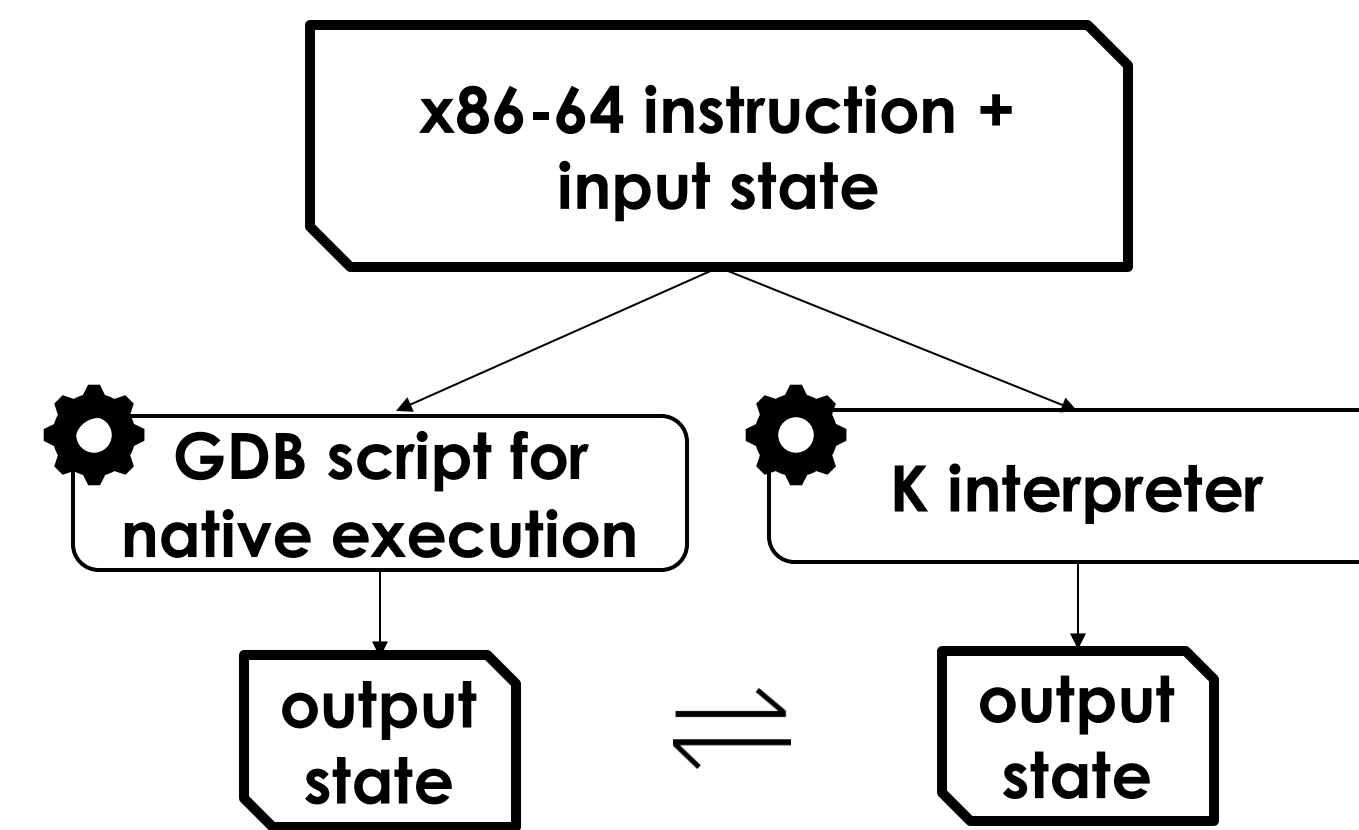 x86-64 instruction +
input state
GDB script for
native execution
K interpreter
output
state
output
state